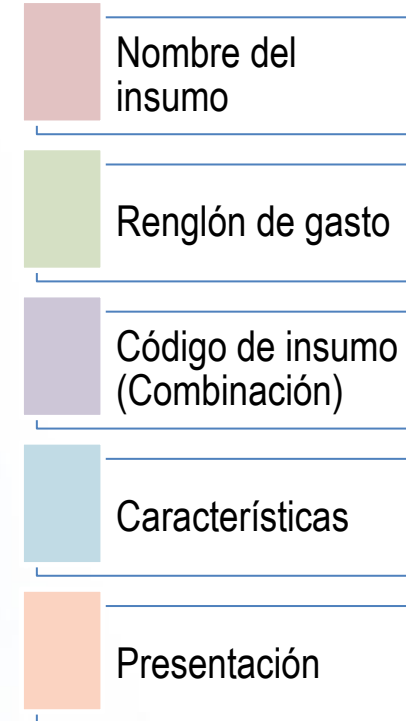 Nombre del
insumo
Renglón de gasto
Código de insumo
(Combinación)
Características
Presentación